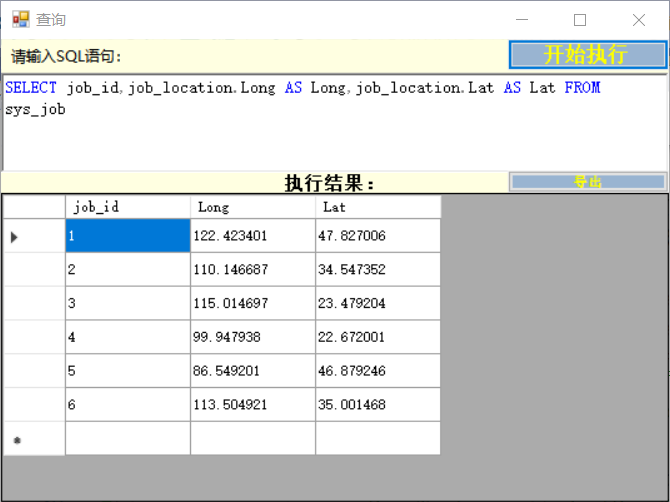 查询
请输入SQL语句:
开始执行
SELECT job_id,job_location.Long AS Long,job_location.Lat AS Lat FROM
sys_job
执行结果:
导出
job_id Long Lat
1 122.423401 47.827006
2 110.146687 34.547352
3 115.014697 23.479204
4 99.947938 22.672001
5 86.549201 46.879246
6 113.504921 35.001468